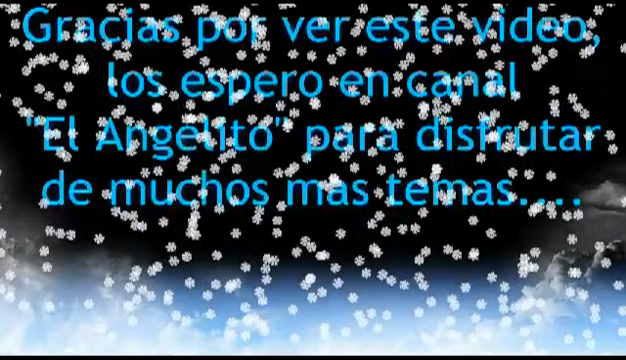 Gracias por ver este video,
los espero en canal
"El Angelito" para disfrutar
de muchos mas temas....